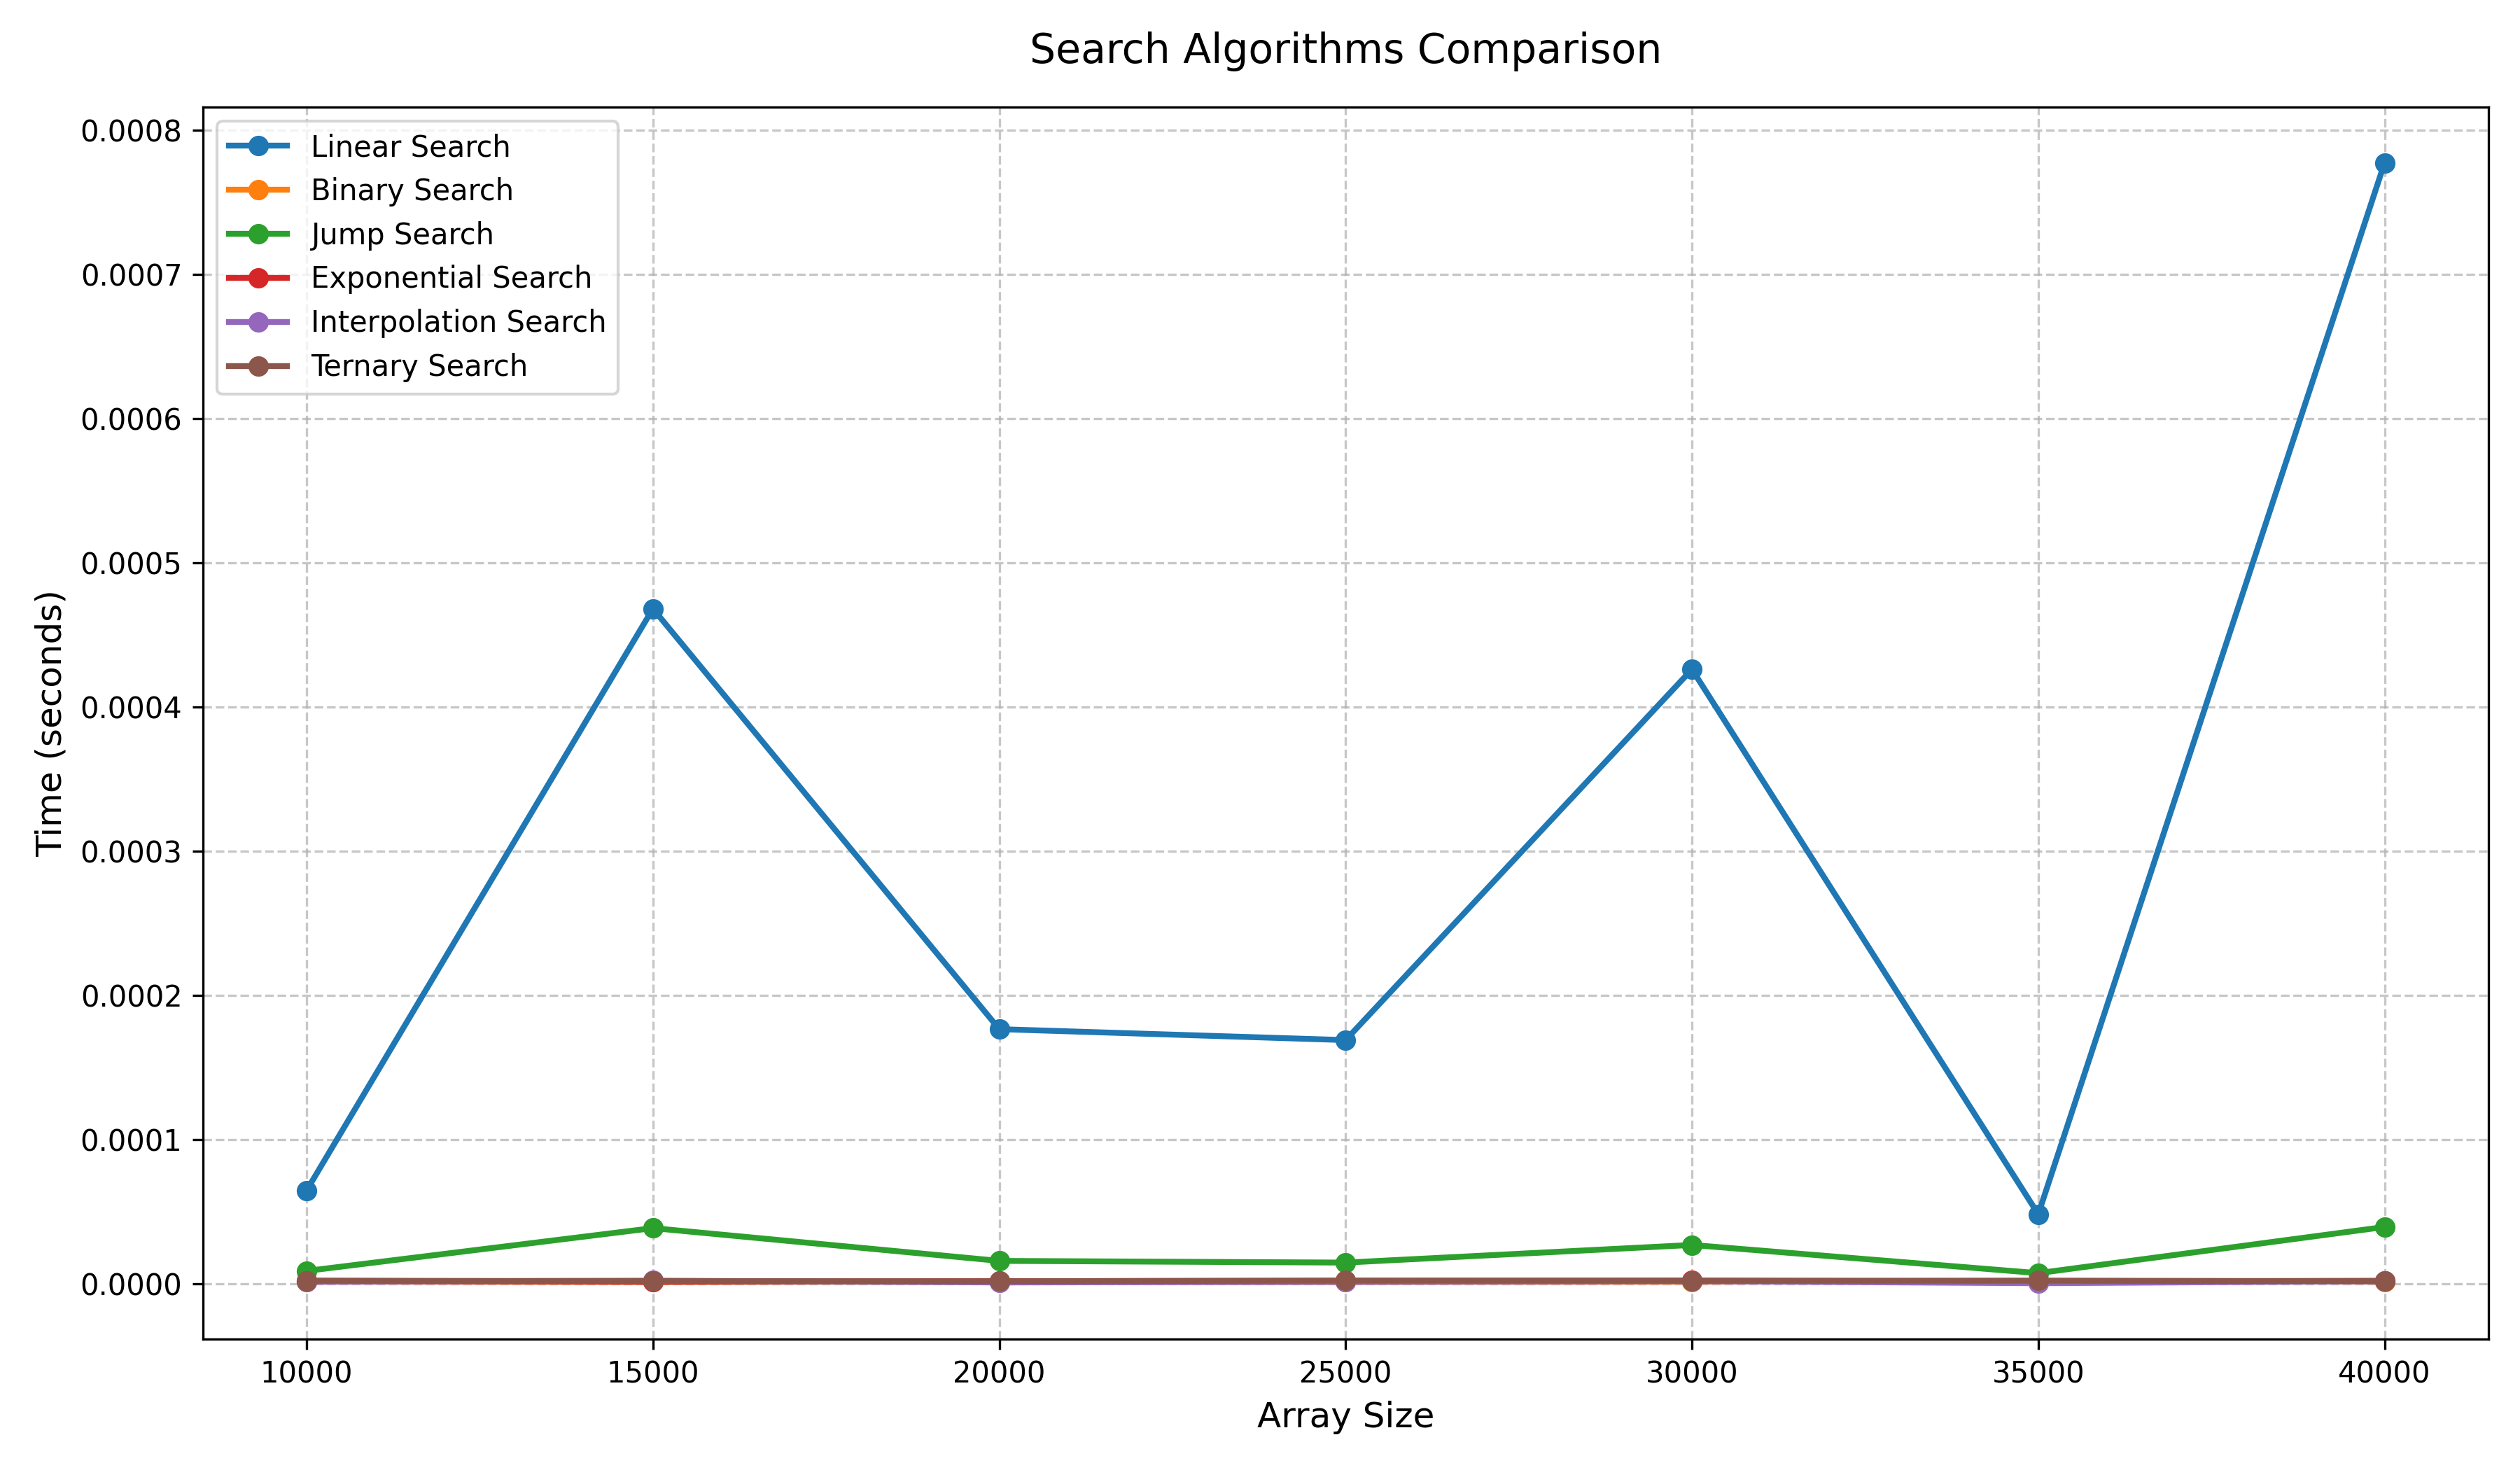 Search Algorithms Comparison
Linear Search
Binary Search
Jump Search
Exponential Search
Interpolation Search
Ternary Search
0.0008
0.0007
0.0006
0.0005
0.0004
0.0003
0.0002
0.0001
0.0000
Time (seconds)
10000 15000 20000 25000 30000 35000 40000
Array Size